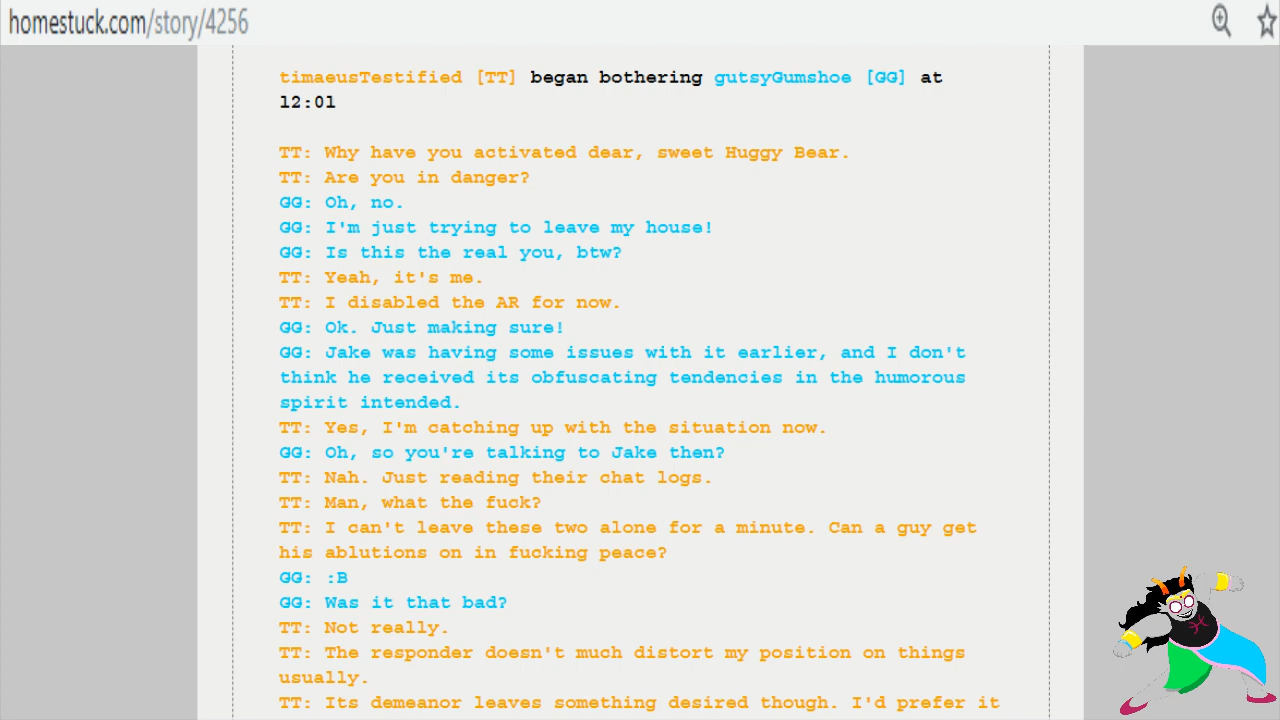 homestuck.com/story/4256
timaeusTestified [TT] began bothering gutsyGumshoe [GG] at
12:01
TT: Why have you activated dear, sweet Huggy Bear.
TT: Are you in danger?
GG: Oh, no.
GG: I'm just trying to leave my house!
GG: Is this the real you, btw?
TT: Yeah, it's me.
TT: I disabled the AR for now.
GG: Ok. Just making sure!
GG: Jake was having some issues with it earlier, and I don't
think he received its obfuscating tendencies in the humorous
spirit intended.
TT: Yes, I'm catching up with the situation now.
GG: Oh, so you're talking to Jake then?
TT: Nah. Just reading their chat logs.
TT: Man, what the fuck?
TT: I can't leave these two alone for a minute. Can a guy get
his ablutions on in fucking peace?
GG: :B
GG: Was it that bad?
TT: Not really.
TT: The responder doesn't much distort my position on things
usually.
TT: Its demeanor leaves something desired though. I'd prefer it